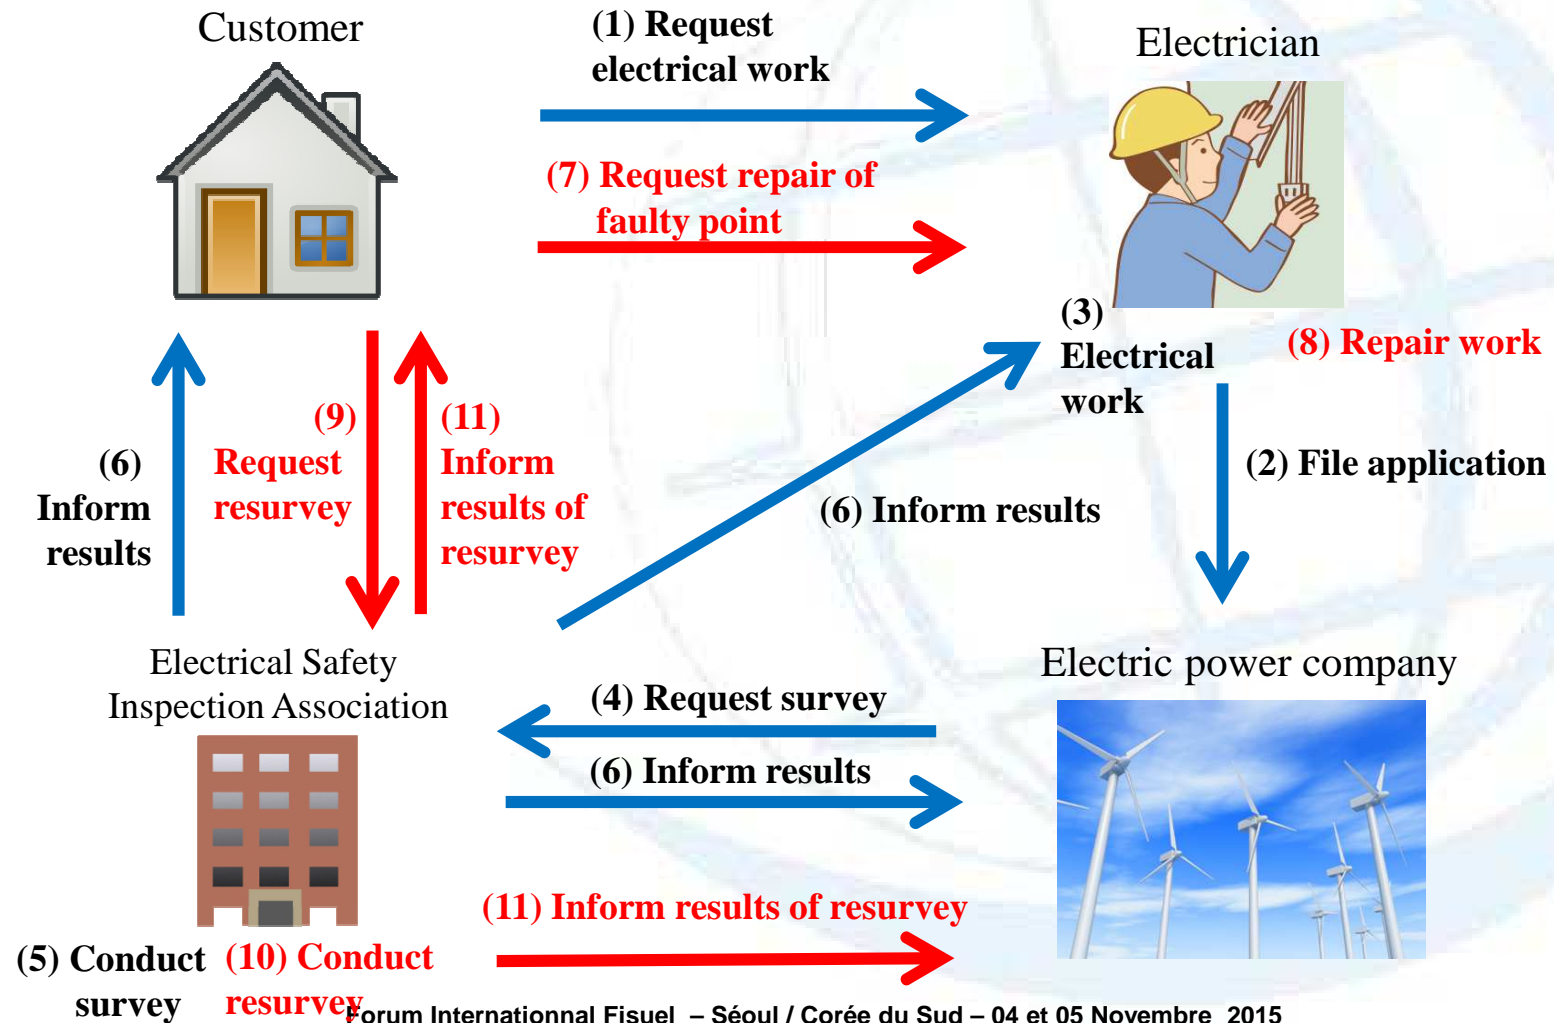 Customer
(1) Request
electrical work
Electrician
(7) Request repair of
faulty point
(3)
Electrical
work
(8) Repair work
(2) File application
(6)
Inform
results
(9)
Request
resurvey
(11)
Inform
results of
resurvey
(6) Inform results
Electrical Safety
Inspection Association
Electric power company
(4) Request survey
(6) Inform results
(11) Inform results of resurvey
(5) Conduct
survey
(10) Conduct
resurvey
Forum Internationnal Fisuel – Séoul / Corée du Sud – 04 et 05 Novembre 2015